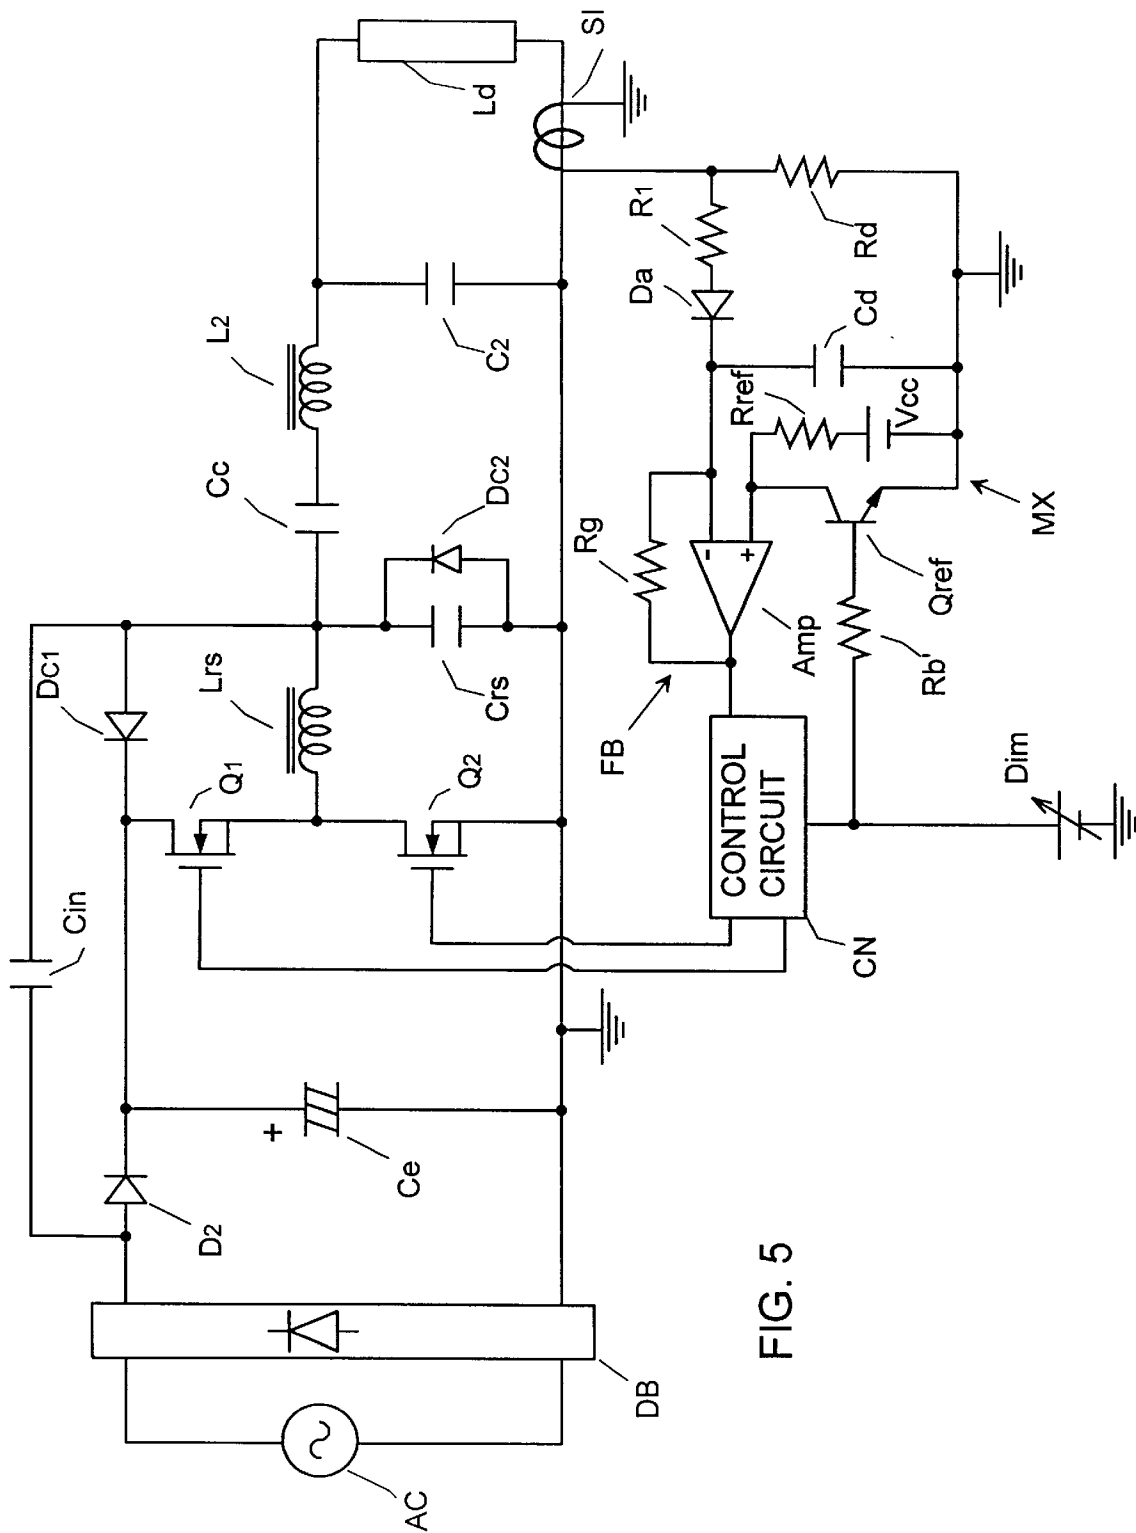 Cin
DC1
Lrs
Cc
L2
Ld
SI
D2
Ce
+
Q1
Q2
Crs
DC2
C2
AC
DB
FB
Rg
Da
R1
CN
CONTROL
CIRCUIT
Amp
-
+
Rref
Vcc
Cd
Rd
Dim
Rb'
Qref
MX
FIG. 5